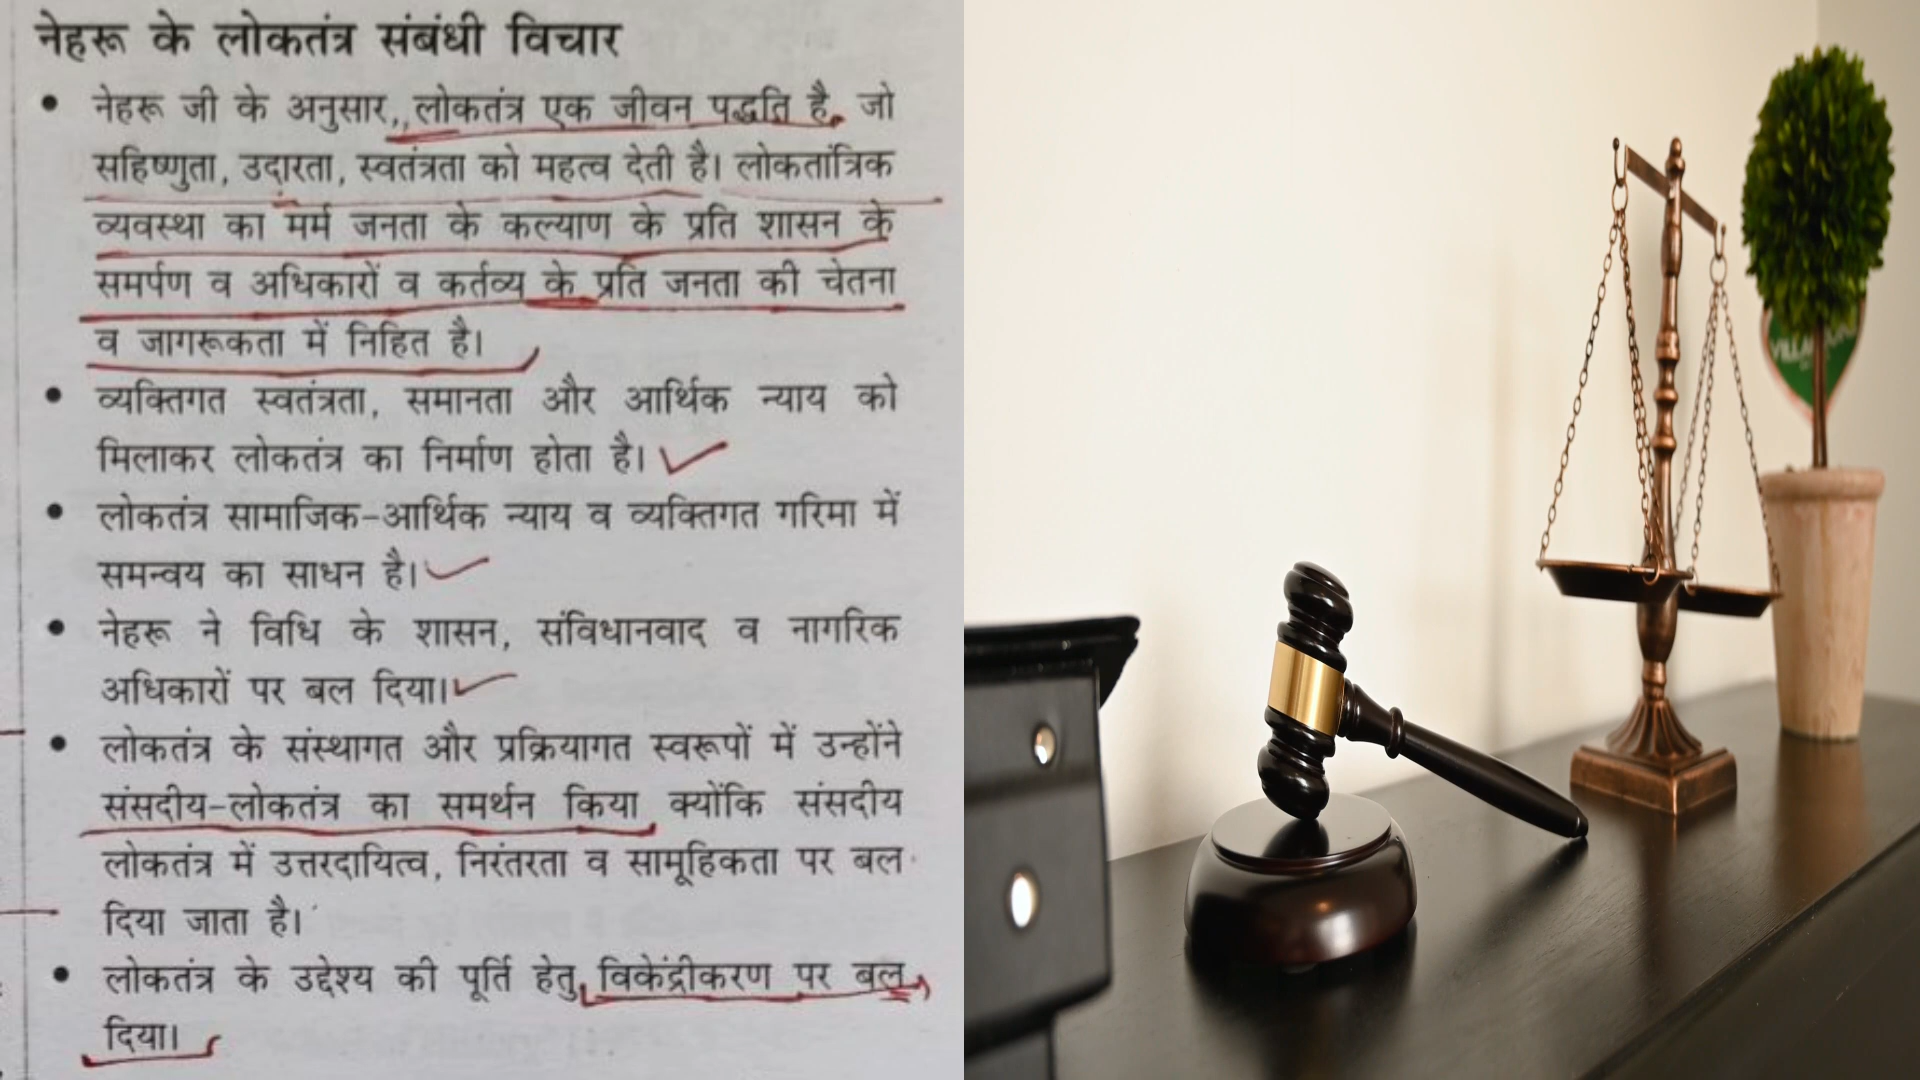 नेहरू के लोकतंत्र संबंधी विचार
• नेहरू जी के अनुसार, लोकतंत्र एक जीवन पद्धति है, जो
सहिष्णुता, उदारता, स्वतंत्रता को महत्व देती है। लोकतांत्रिक
व्यवस्था का मर्म जनता के कल्याण के प्रति शासन के
समर्पण व अधिकारों व कर्तव्य के प्रति जनता की चेतना
व जागरूकता में निहित है।
• व्यक्तिगत स्वतंत्रता, समानता और आर्थिक न्याय को
मिलाकर लोकतंत्र का निर्माण होता है।
• लोकतंत्र सामाजिक-आर्थिक न्याय व व्यक्तिगत गरिमा में
समन्वय का साधन है।
• नेहरू ने विधि के शासन, संविधानवाद व नागरिक
अधिकारों पर बल दिया।
• लोकतंत्र के संस्थागत और प्रक्रियागत स्वरूपों में उन्होंने
संसदीय-लोकतंत्र का समर्थन किया क्योंकि संसदीय
लोकतंत्र में उत्तरदायित्व, निरंतरता व सामूहिकता पर बल
दिया जाता है।
• लोकतंत्र के उद्देश्य की पूर्ति हेतु विकेंद्रीकरण पर बल
दिया।